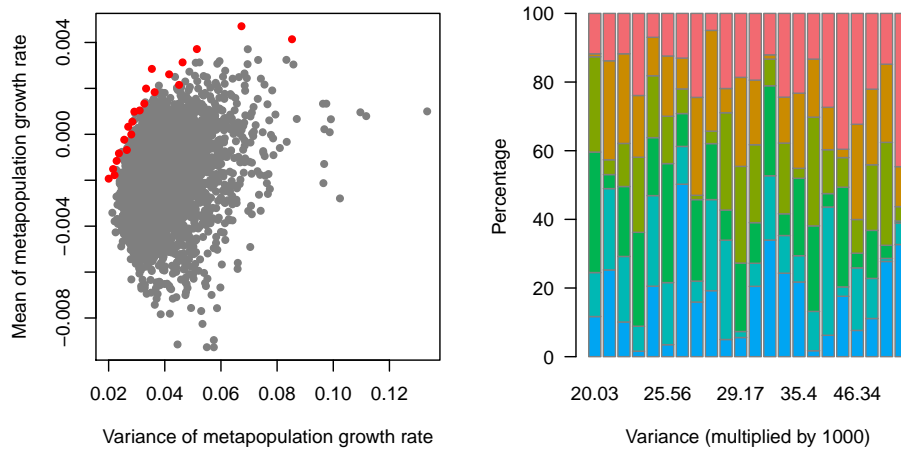 Mean of metapopulation growth rate
0.004
0.000
−0.004
−0.008
0.02 0.04 0.06 0.08 0.10 0.12
Variance of metapopulation growth rate
Percentage
100
80
60
40
20
0
20.03 25.56 29.17 35.4 46.34
Variance (multiplied by 1000)